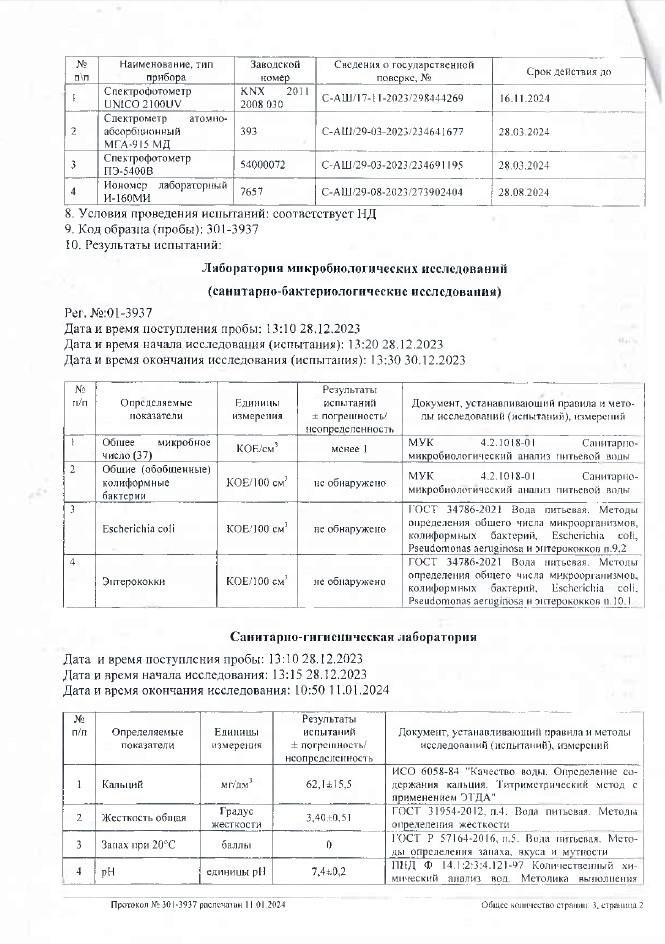 № п\п Наименование, тип прибора Заводской номер Сведения о государственной поверке, № Срок действия до
1 Спектрофотометр UNICO 2100UV KNX 2011 2008 030 С-АШ/17-11-2023/298444269 16.11.2024
2 Спектрометр атомно-абсорбционный МГА-915 МД 393 С-АШ/29-03-2023/234641677 28.03.2024
3 Спектрофотометр ПЭ-5400В 54000072 С-АШ/29-03-2023/234691195 28.03.2024
4 Иономер лабораторный И-160МИ 7657 С-АШ/29-08-2023/273902404 28.08.2024
8. Условия проведения испытаний: соответствует НД
9. Код образца (пробы): 301-3937
10. Результаты испытаний:
Лаборатория микробиологических исследований
(санитарно-бактериологические исследования)
Рег. №:01-3937
Дата и время поступления пробы: 13:10 28.12.2023
Дата и время начала исследования (испытания): 13:20 28.12.2023
Дата и время окончания исследования (испытания): 13:30 30.12.2023
№ п/п Определяемые показатели Единицы измерения Результаты испытаний ± погрешность/ неопределенность Документ, устанавливающий правила и мето-ды исследований (испытаний), измерений
1 Общее микробное число (37) КОЕ/см³ менее 1 МУК 4.2.1018-01 Санитарно-микробиологический анализ питьевой воды
2 Общие (обобщенные) колиформные бактерии КОЕ/100 см³ не обнаружено МУК 4.2.1018-01 Санитарно-микробиологический анализ питьевой воды
3 Escherichia coli КОЕ/100 см³ не обнаружено ГОСТ 34786-2021 Вода питьевая. Методы определения общего числа микроорганизмов, колиформных бактерий, Escherichia coli, Pseudomonas aeruginosa и энтерококков п.9.2
4 Энтерококки КОЕ/100 см³ не обнаружено ГОСТ 34786-2021 Вода питьевая. Методы определения общего числа микроорганизмов, колиформных бактерий, Escherichia coli, Pseudomonas aeruginosa и энтерококков п.10.1
Санитарно-гигиеническая лаборатория
Дата и время поступления пробы: 13:10 28.12.2023
Дата и время начала исследования: 13:15 28.12.2023
Дата и время окончания исследования: 10:50 11.01.2024
№ п/п Определяемые показатели Единицы измерения Результаты испытаний ± погрешность/ неопределенность Документ, устанавливающий правила и методы исследований (испытаний), измерений
1 Кальций мг/дм³ 62,1±15,5 ИСО 6058-84 "Качество воды. Определение со-держания кальция. Титриметрический метод с применением ЭТДА"
2 Жесткость общая Градус жесткости 3,40±0,51 ГОСТ 31954-2012, п.4. Вода питьевая. Методы определения жесткости
3 Запах при 20°С баллы 0 ГОСТ Р 57164-2016, п.5. Вода питьевая. Мето-ды определения запаха, вкуса и мутности
4 pH единицы pH 7,4±0,2 ПНД Ф 14.1:2:3:4.121-97 Количественный хи-мический анализ вод. Методика выполнения
Протокол № 301-3937 распечатан 11.01.2024 Общее количество страниц: 3, страница 2